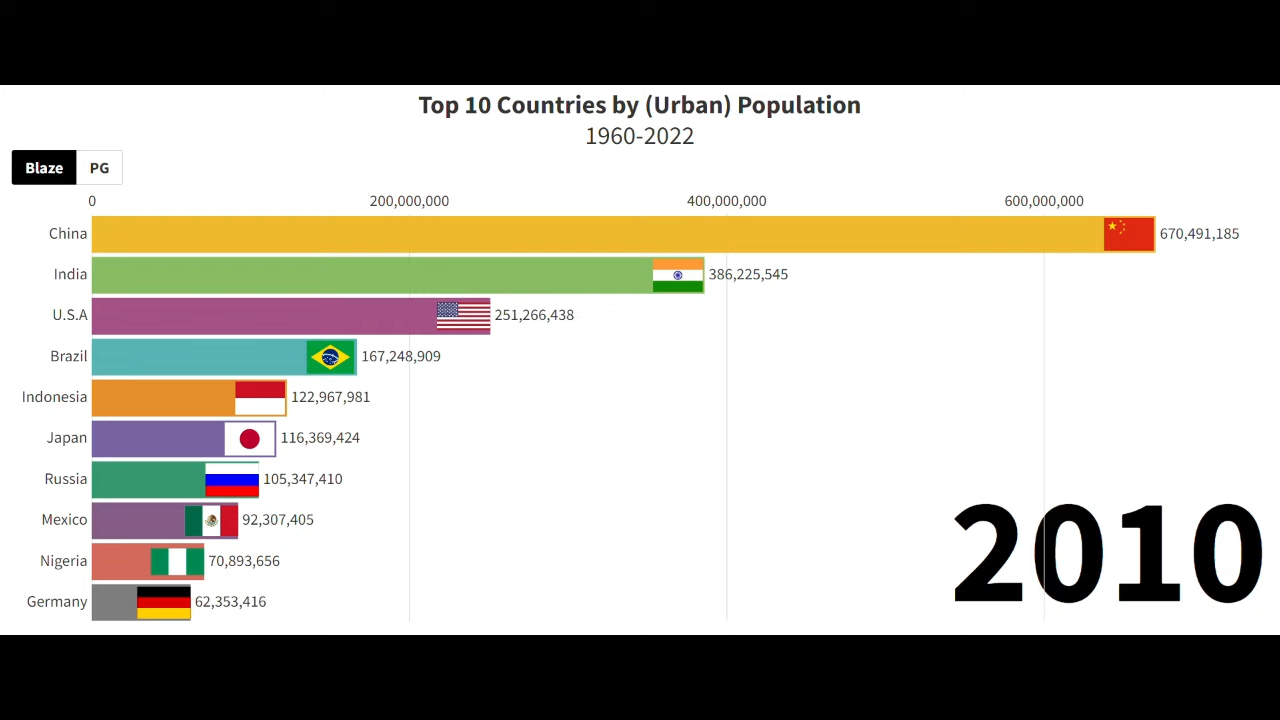 Top 10 Countries by (Urban) Population
1960-2022
Blaze PG
0 200,000,000 400,000,000 600,000,000
China 670,491,185
India 386,225,545
U.S.A 251,266,438
Brazil 167,248,909
Indonesia 122,967,981
Japan 116,369,424
Russia 105,347,410
Mexico 92,307,405
Nigeria 70,893,656
Germany 62,353,416
2010